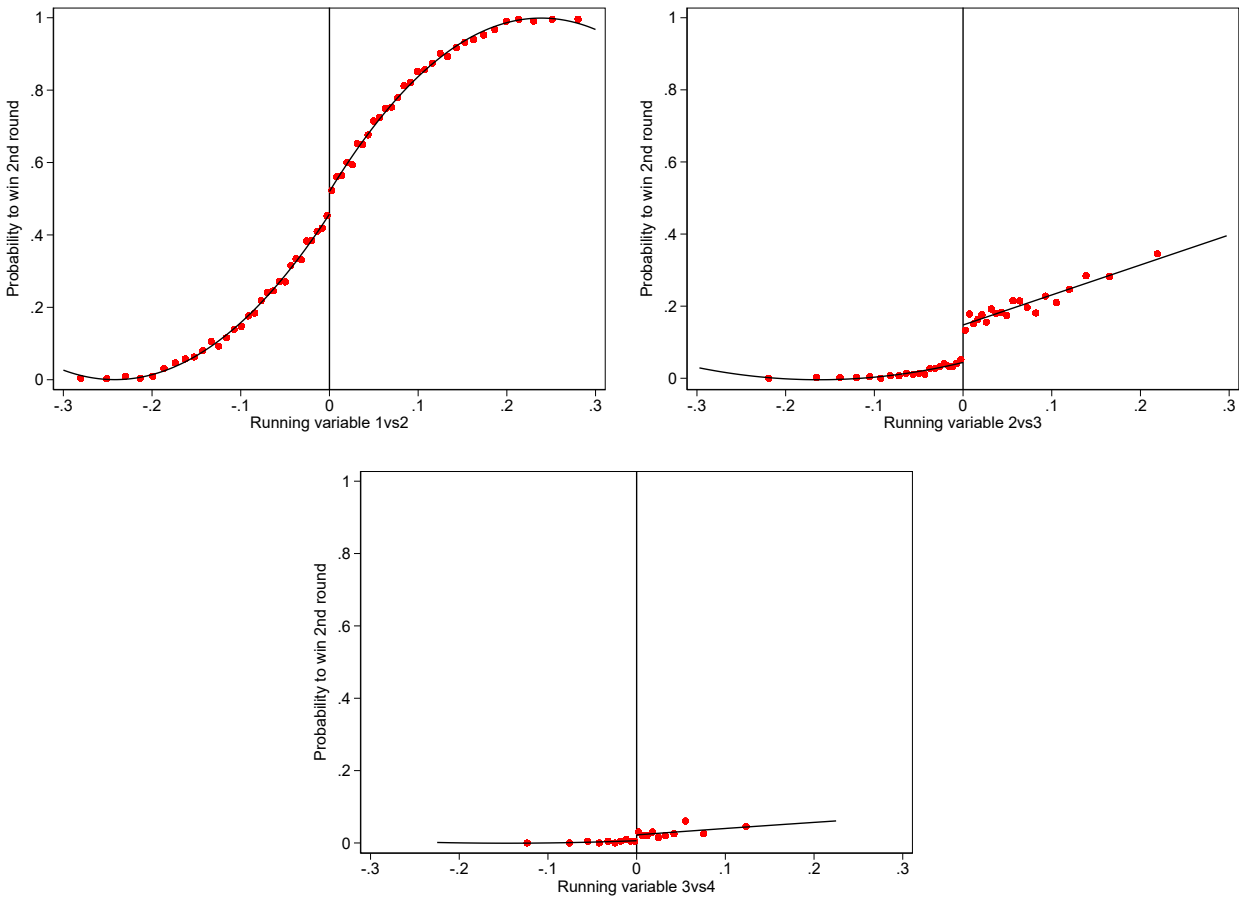 Probability to win 2nd round
1
.8
.6
.4
.2
0
-.3 -.2 -.1 0 .1 .2 .3
Running variable 1vs2
Probability to win 2nd round
1
.8
.6
.4
.2
0
-.3 -.2 -.1 0 .1 .2 .3
Running variable 2vs3
Probability to win 2nd round
1
.8
.6
.4
.2
0
-.3 -.2 -.1 0 .1 .2 .3
Running variable 3vs4